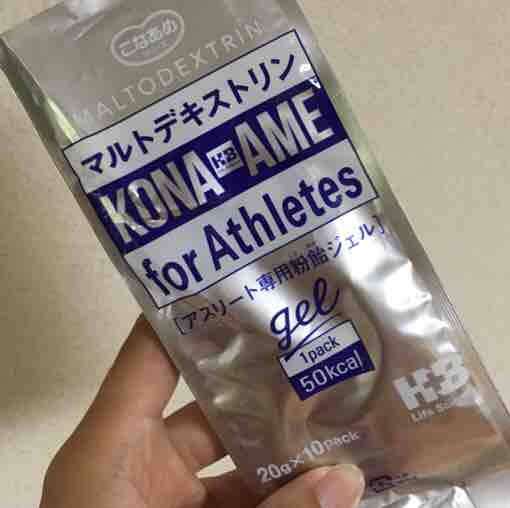 こなあめ
MALTODEXTRIN
マルトデキストリン
KONA H+B AME
for Athletes
[アスリート専用粉飴ジェル]
gel
1pack
50kcal
H+B
Life
20g×10pack